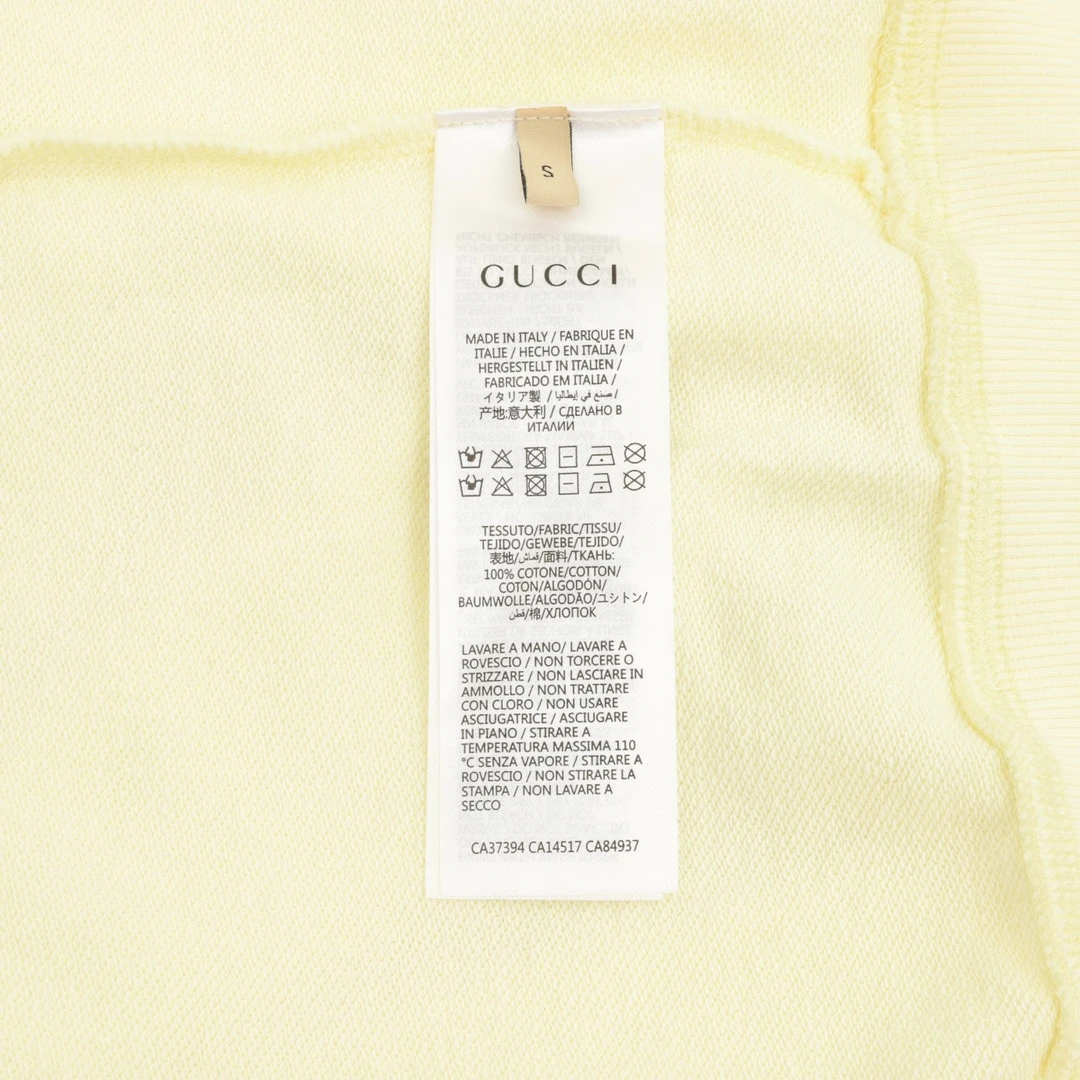 S
GUCCI
MADE IN ITALY / FABRIQUE EN
ITALIE / HECHO EN ITALIA /
HERGESTELLT IN ITALIEN /
FABRICADO EM ITALIA /
イタリア製 / صنع في إيطاليا /
产地:意大利 / СДЕЛАНО В
ИТАЛИИ
TESSUTO/FABRIC/TISSU/
TEJIDO/GEWEBE/TEJIDO/
表地/قماش/面料/ТКАНЬ:
100% COTONE/COTTON/
COTON/ALGODÓN/
BAUMWOLLE/ALGODÃO/ユシトン/
قطن/棉/ХЛОПОК
LAVARE A MANO/ LAVARE A
ROVESCIO / NON TORCERE O
STRIZZARE / NON LASCIARE IN
AMMOLLO / NON TRATTARE
CON CLORO / NON USARE
ASCIUGATRICE / ASCIUGARE
IN PIANO / STIRARE A
TEMPERATURA MASSIMA 110
°C SENZA VAPORE / STIRARE A
ROVESCIO / NON STIRARE LA
STAMPA / NON LAVARE A
SECCO
CA37394 CA14517 CA84937